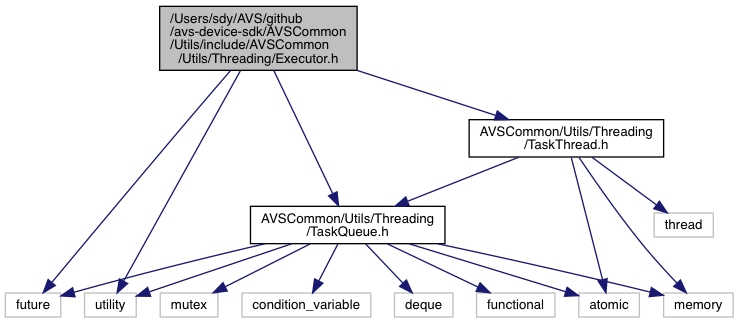 /Users/sdy/AVS/github
/avs-device-sdk/AVSCommon
/Utils/include/AVSCommon
/Utils/Threading/Executor.h
AVSCommon/Utils/Threading
/TaskThread.h
AVSCommon/Utils/Threading
/TaskQueue.h
thread
future
utility
mutex
condition_variable
deque
functional
atomic
memory